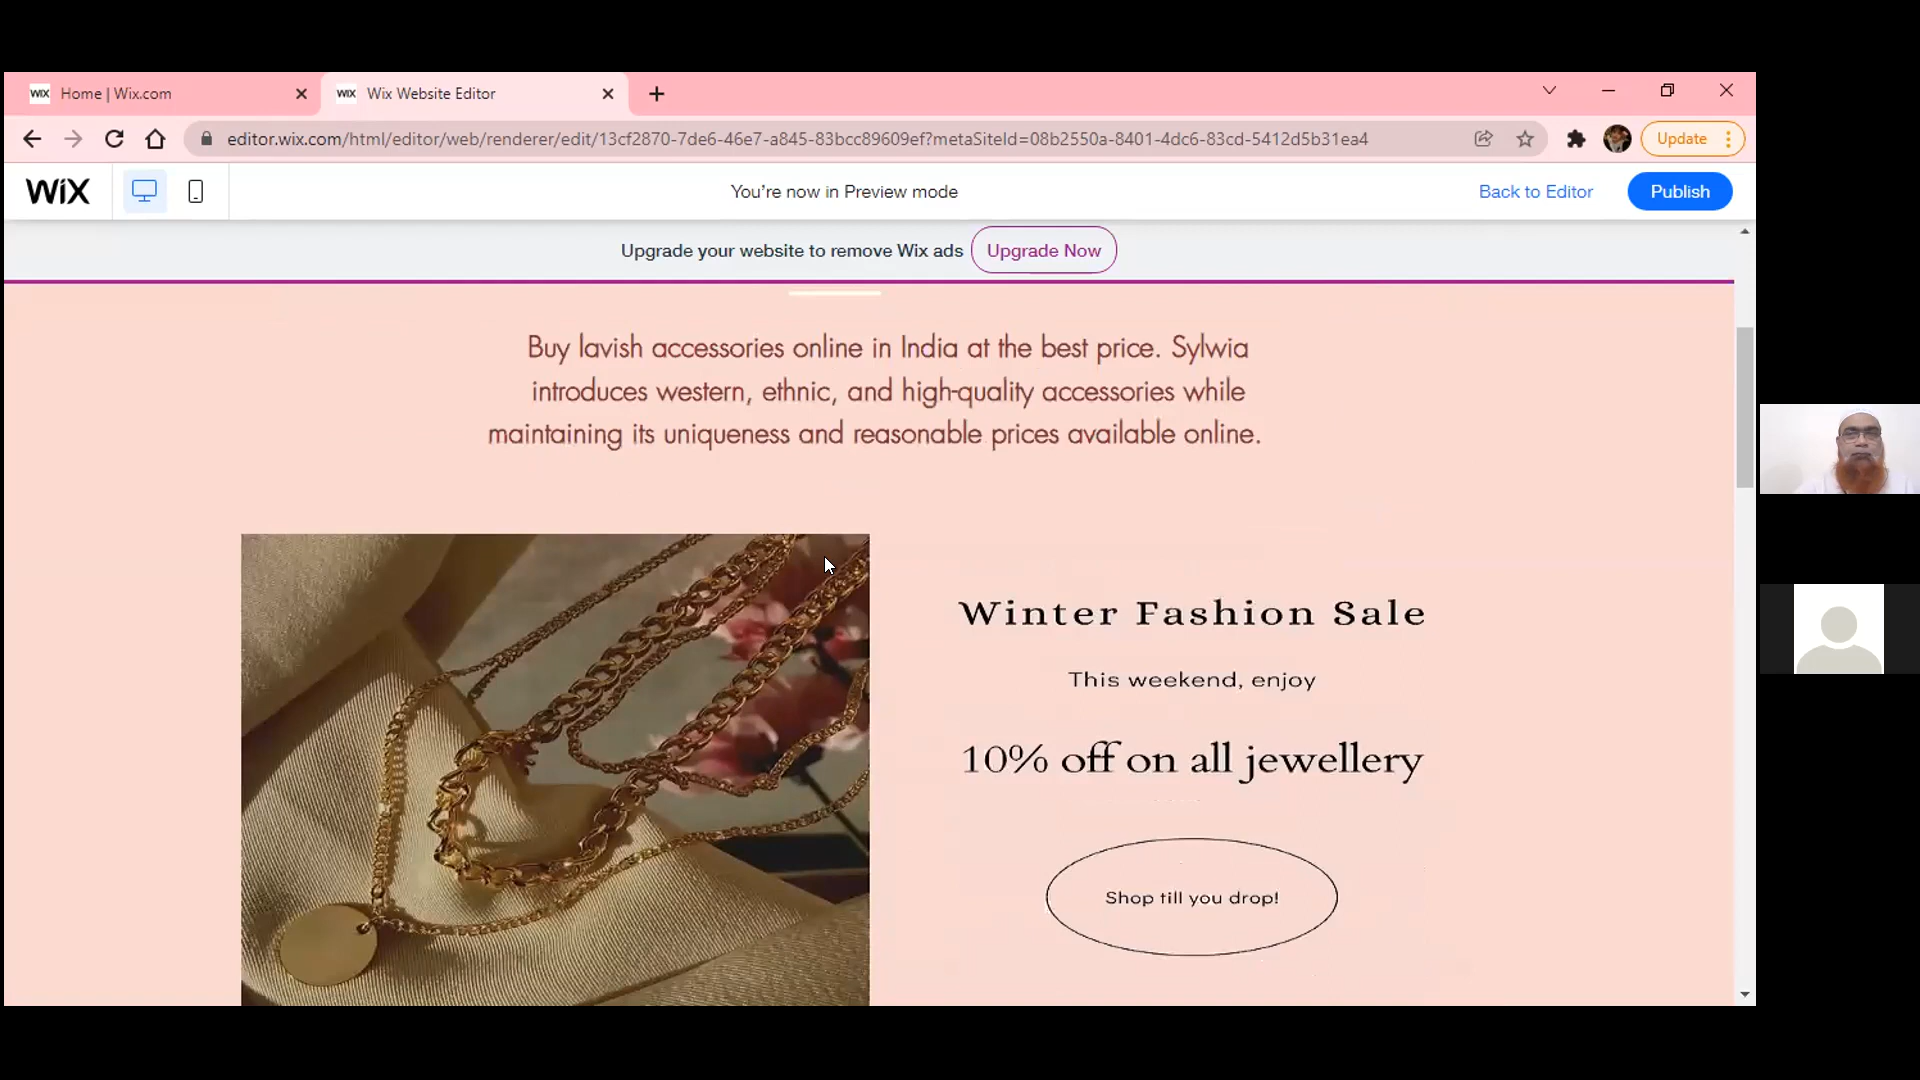 WIX Home | Wix.com
WIX Wix Website Editor
editor.wix.com/html/editor/web/renderer/edit/13cf2870-7de6-46e7-a845-83bcc89609ef?metaSiteId=08b2550a-8401-4dc6-83cd-5412d5b31ea4
Update
WIX
You're now in Preview mode
Back to Editor
Publish
Upgrade your website to remove Wix ads
Upgrade Now
Buy lavish accessories online in India at the best price. Sylwia
introduces western, ethnic, and high-quality accessories while
maintaining its uniqueness and reasonable prices available online.
Winter Fashion Sale
This weekend, enjoy
10% off on all jewellery
Shop till you drop!